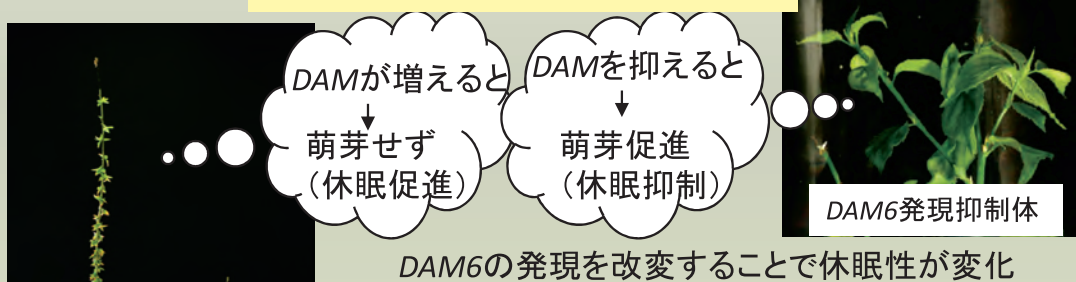 DAMが増えると
↓
萌芽せず
（休眠促進）
DAMを抑えると
↓
萌芽促進
（休眠抑制）
DAM6発現抑制体
DAM6の発現を改変することで休眠性が変化